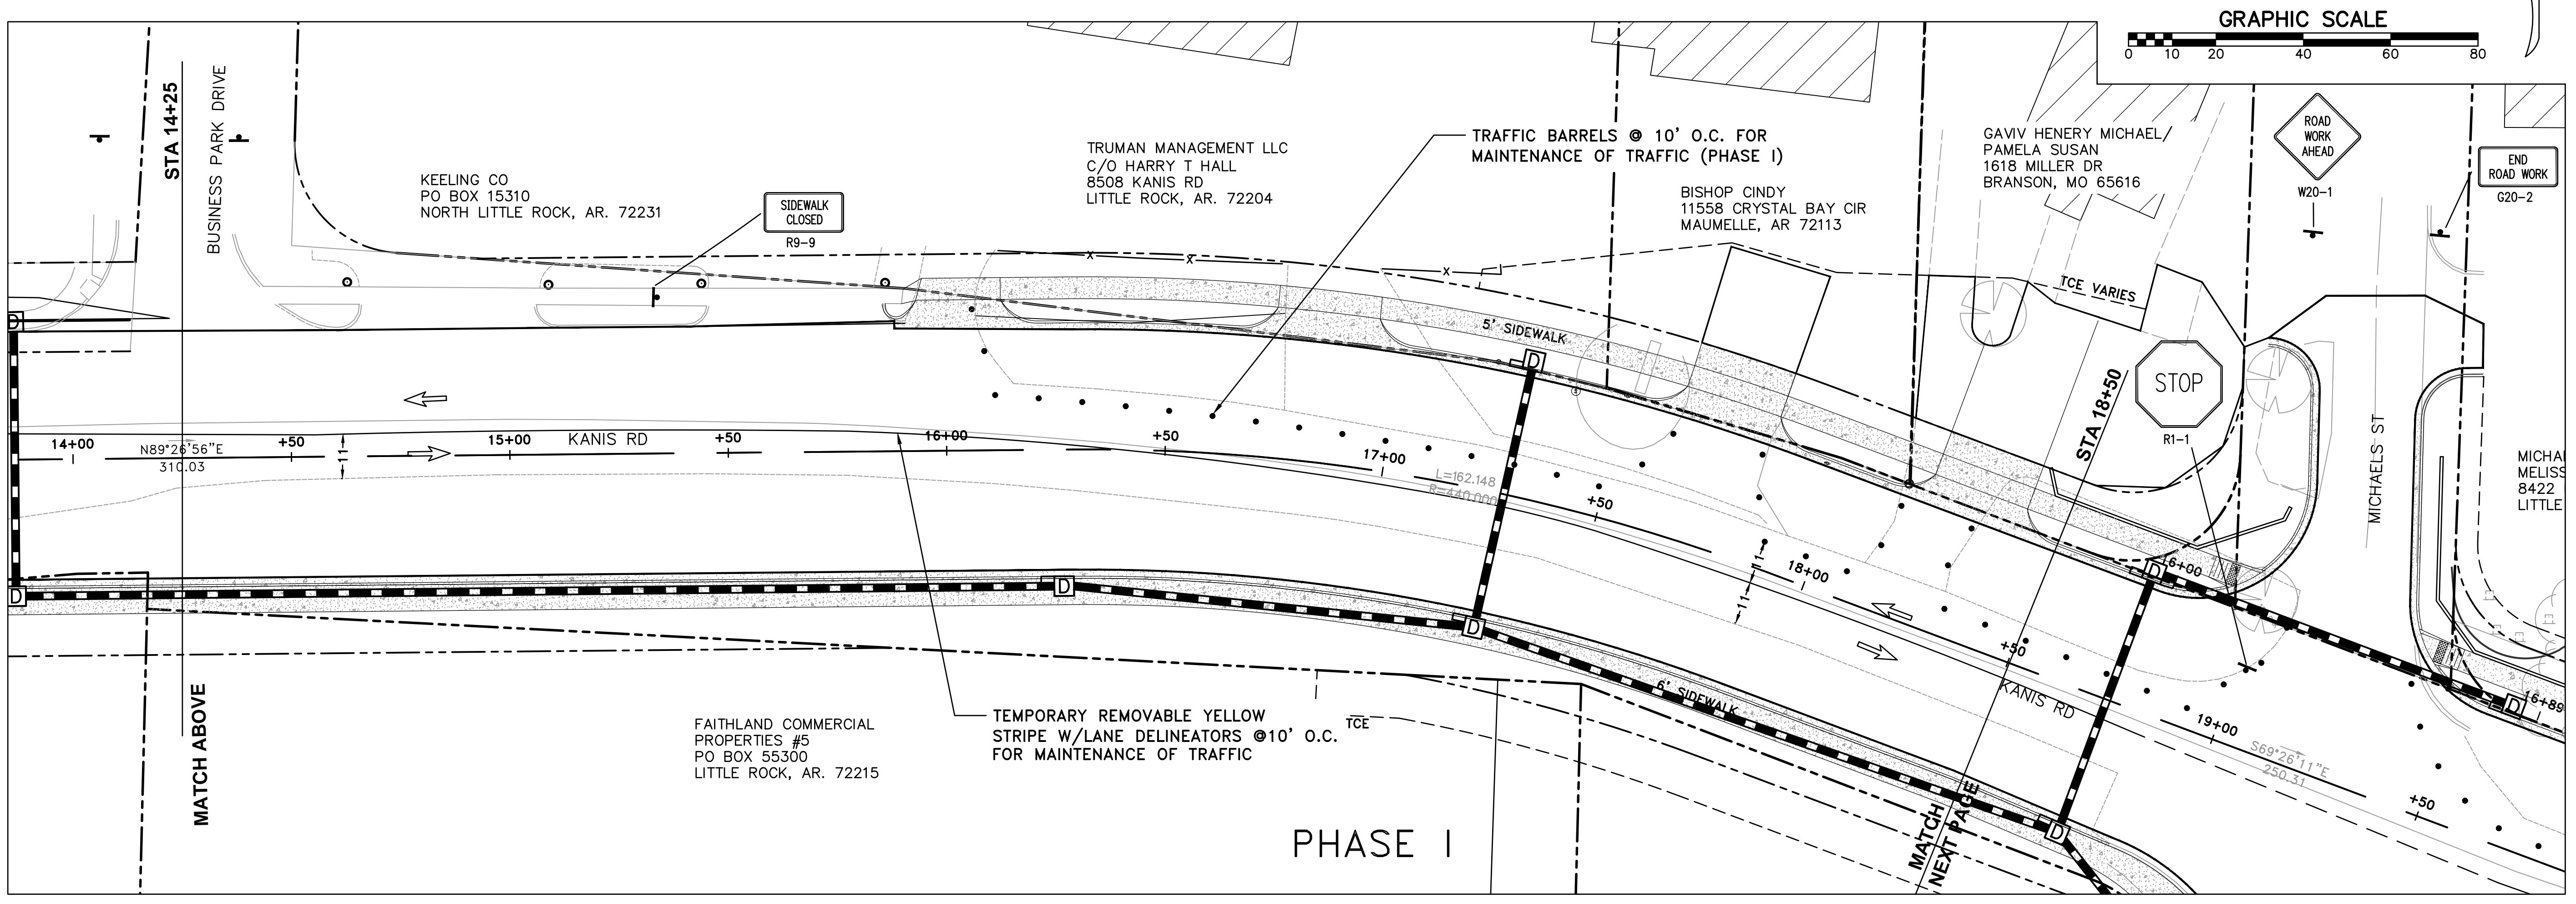 GRAPHIC SCALE
0 10 20 40 60 80
STA 14+25
BUSINESS PARK DRIVE
KEELING CO
PO BOX 15310
NORTH LITTLE ROCK, AR. 72231
SIDEWALK
CLOSED
R9-9
TRUMAN MANAGEMENT LLC
C/O HARRY T HALL
8508 KANIS RD
LITTLE ROCK, AR. 72204
TRAFFIC BARRELS @ 10' O.C. FOR
MAINTENANCE OF TRAFFIC (PHASE I)
BISHOP CINDY
11558 CRYSTAL BAY CIR
MAUMELLE, AR 72113
GAVIV HENERY MICHAEL/
PAMELA SUSAN
1618 MILLER DR
BRANSON, MO 65616
ROAD
WORK
AHEAD
W20-1
END
ROAD WORK
G20-2
X
X
X
TCE VARIES
5' SIDEWALK
STOP
R1-1
STA 18+50
MICHAELS ST
MICHA
MELISS
8422
LITTLE
D
D
14+00
N89°26'56"E
310.03
+50
11
15+00
KANIS RD
+50
16+00
+50
17+00
L=162.148
R=440.000
+50
11
11
18+00
+50
KANIS RD
19+00
S69°26'11"E
250.31
+50
16+00
16+89
D
D
D
D
D
D
D
6' SIDEWALK
TCE
MATCH ABOVE
FAITHLAND COMMERCIAL
PROPERTIES #5
PO BOX 55300
LITTLE ROCK, AR. 72215
TEMPORARY REMOVABLE YELLOW
STRIPE W/LANE DELINEATORS @10' O.C.
FOR MAINTENANCE OF TRAFFIC
PHASE I
MATCH
NEXT PAGE